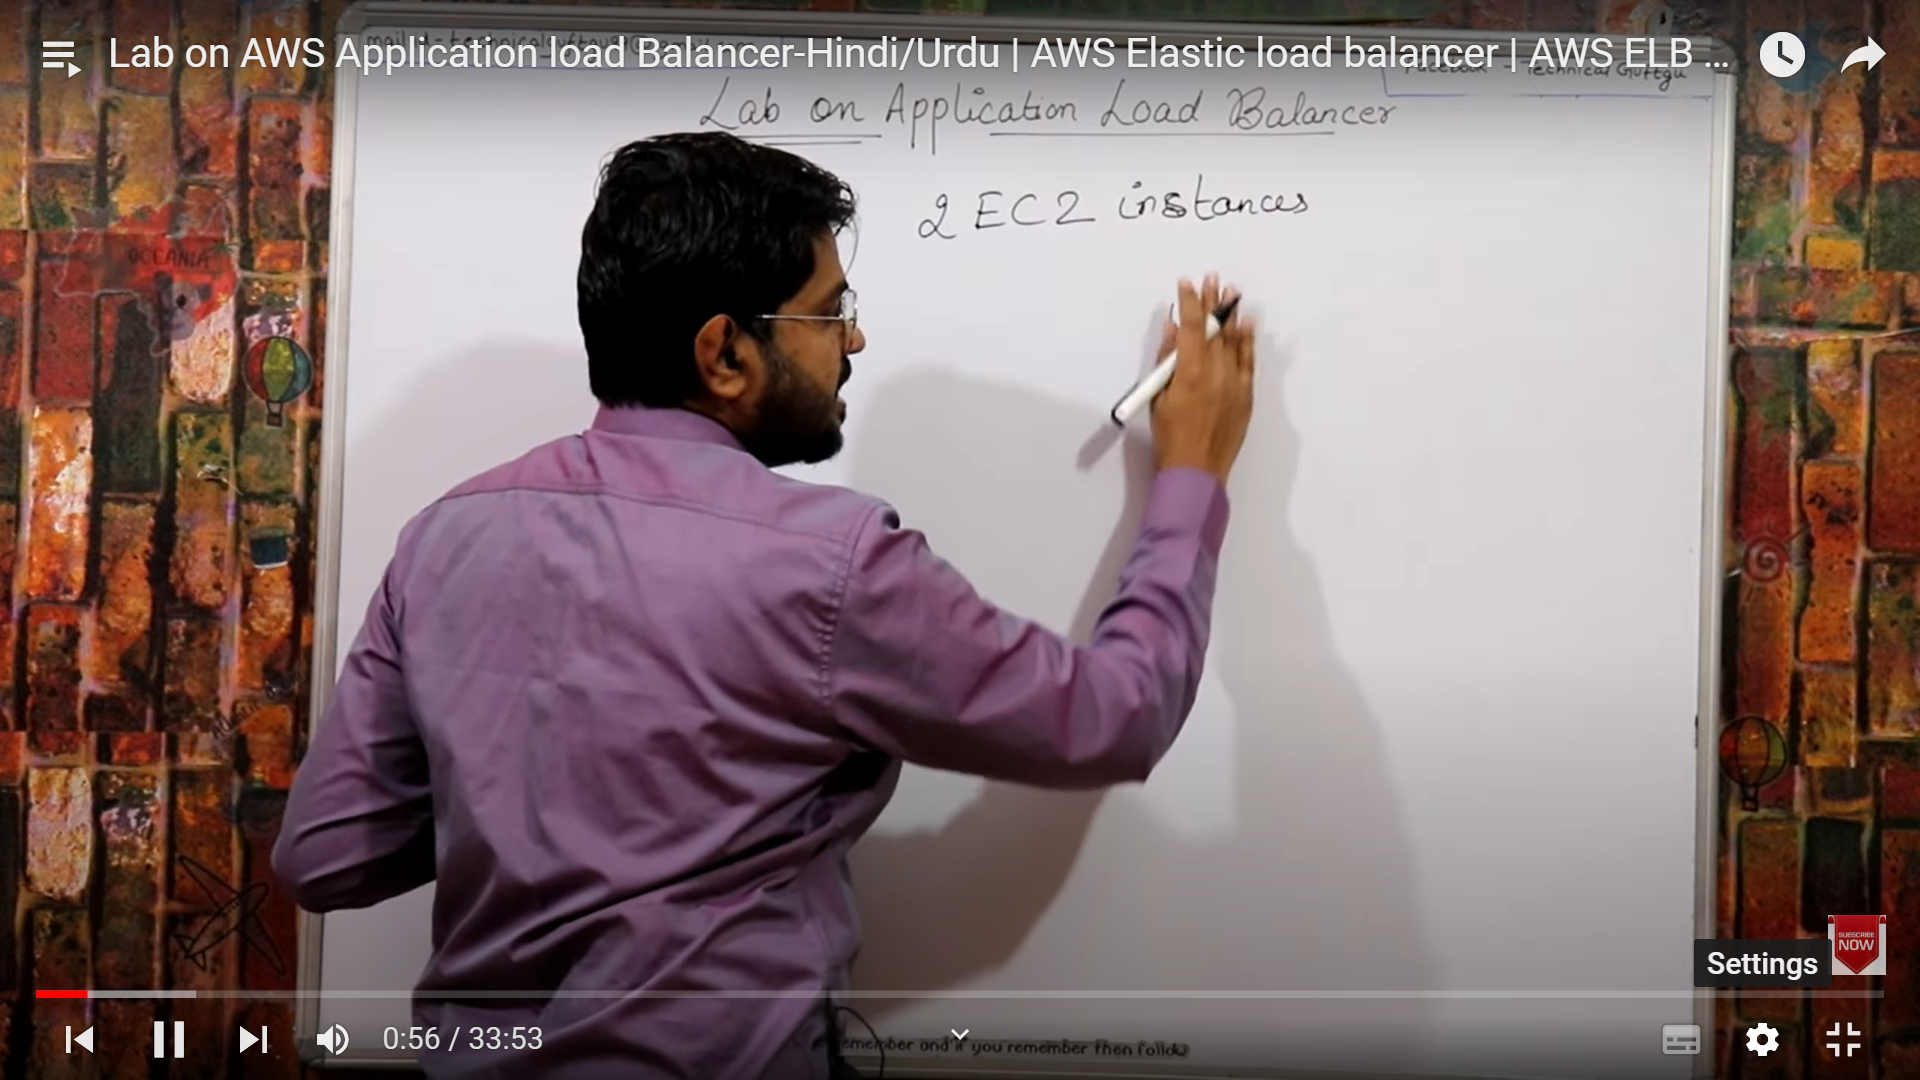 Lab on AWS Application load Balancer-Hindi/Urdu | AWS Elastic load balancer | AWS ELB ...
Facebook - Technical Guftgu
Lab on Application Load Balancer
2 EC2 instances
OCEANIA
SUBSCRIBE
NOW
Settings
0:56 / 33:53
remember and if you remember then follow